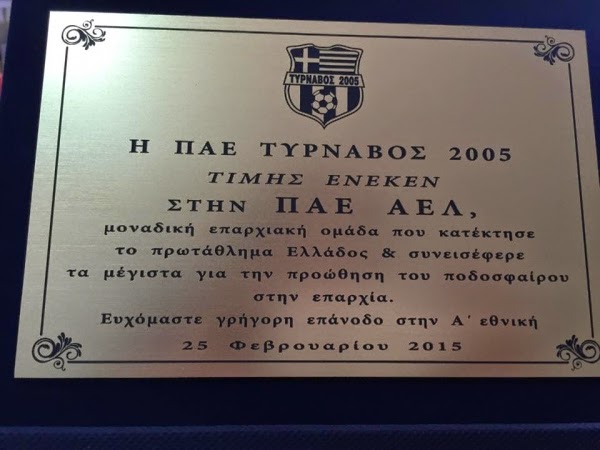 ΤΥΡΝΑΒΟΣ 2005
Η ΠΑΕ ΤΥΡΝΑΒΟΣ 2005
ΤΙΜΗΣ ΕΝΕΚΕΝ
ΣΤΗΝ ΠΑΕ ΑΕΛ,
μοναδική επαρχιακή ομάδα που κατέκτησε
το πρωτάθλημα Ελλάδος & συνεισέφερε
τα μέγιστα για την προώθηση του ποδοσφαίρου
στην επαρχία.
Ευχόμαστε γρήγορη επάνοδο στην Α΄ εθνική
25 Φεβρουαρίου 2015